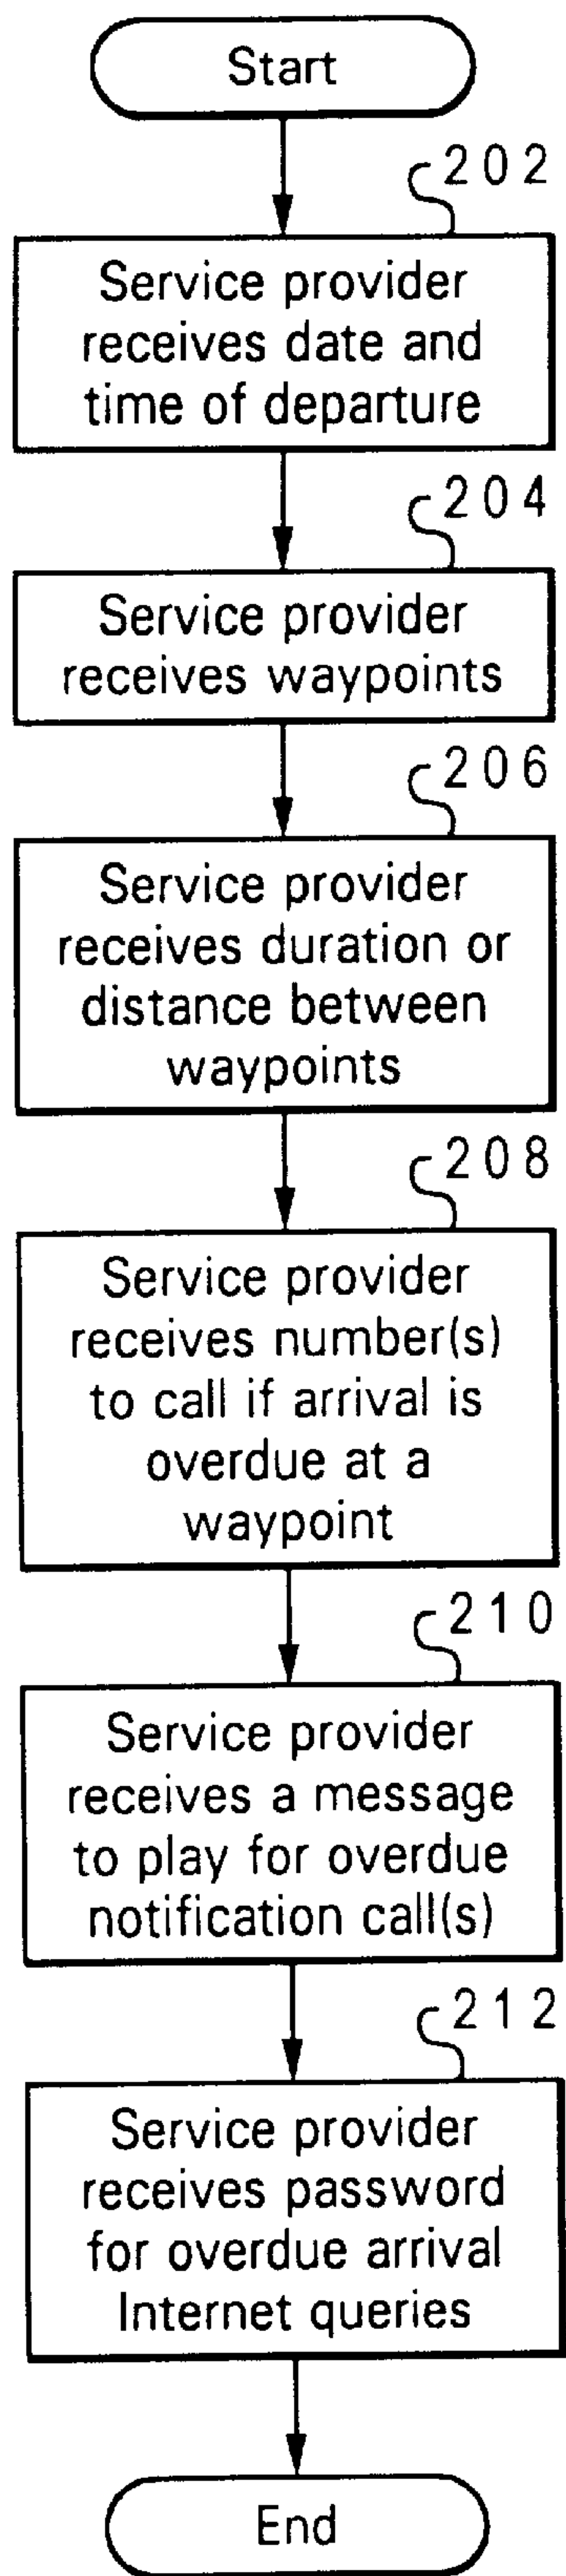 Start
202
Service provider
receives date and
time of departure
204
Service provider
receives waypoints
206
Service provider
receives duration or
distance between
waypoints
208
Service provider
receives number(s)
to call if arrival is
overdue at a
waypoint
210
Service provider
receives a message
to play for overdue
notification call(s)
212
Service provider
receives password
for overdue arrival
Internet queries
End